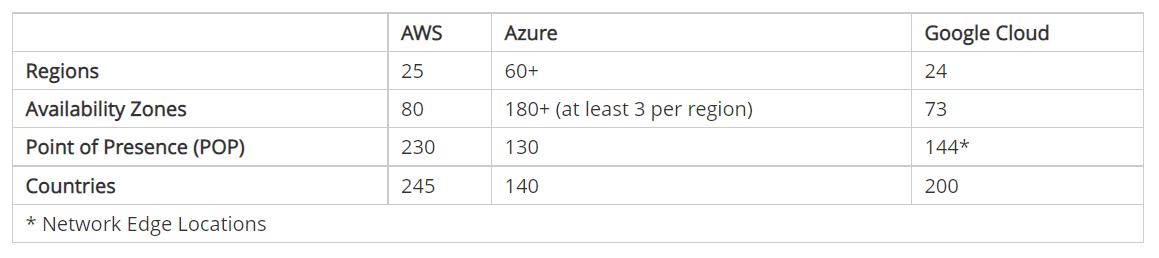 AWS Azure Google Cloud
Regions 25 60+ 24
Availability Zones 80 180+ (at least 3 per region) 73
Point of Presence (POP) 230 130 144*
Countries 245 140 200
* Network Edge Locations